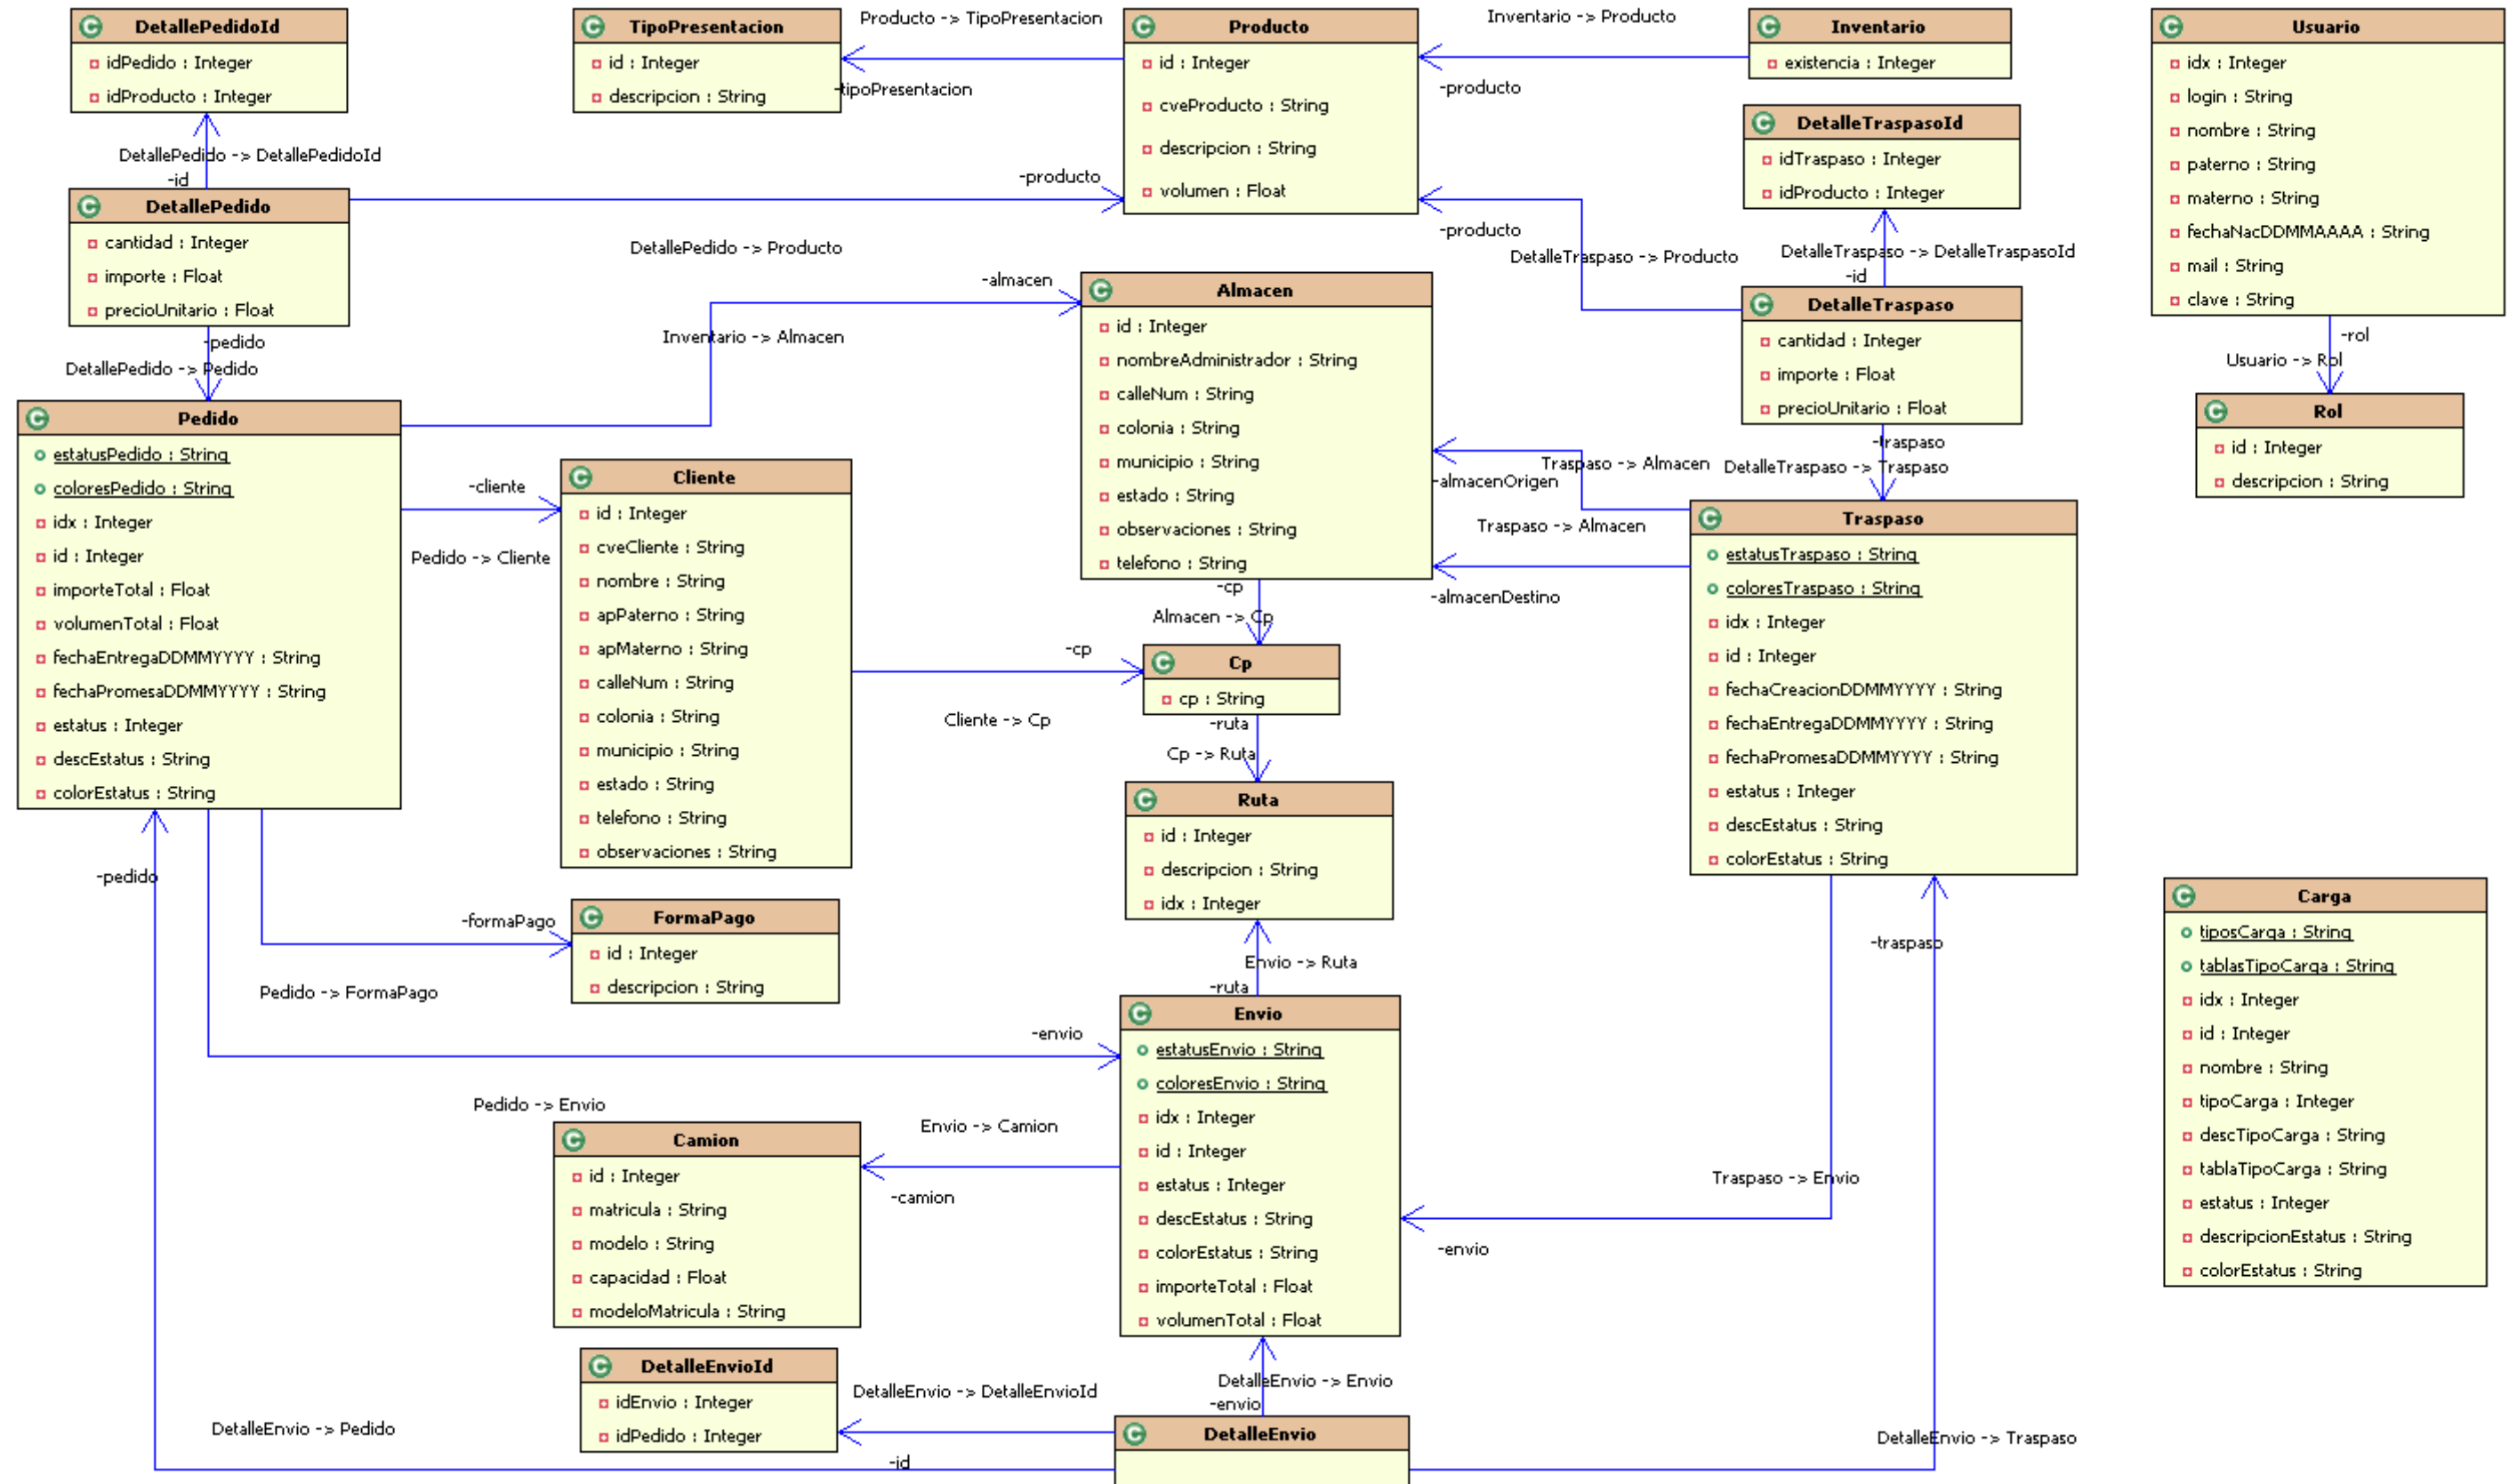 DetallePedidoId
idPedido : Integer
idProducto : Integer
DetallePedido -> DetallePedidoId
-id
DetallePedido
cantidad : Integer
importe : Float
precioUnitario : Float
-pedido
DetallePedido -> Pedido
Pedido
estatusPedido : String
coloresPedido : String
idx : Integer
id : Integer
importeTotal : Float
volumenTotal : Float
fechaEntregaDDMMYYYY : String
fechaPromesaDDMMYYYY : String
estatus : Integer
descEstatus : String
colorEstatus : String
-pedido
TipoPresentacion
id : Integer
descripcion : String
Producto -> TipoPresentacion
-tipoPresentacion
Producto
id : Integer
cveProducto : String
descripcion : String
volumen : Float
-producto
DetallePedido -> Producto
Inventario -> Producto
-producto
Inventario
existencia : Integer
DetalleTraspasoId
idTraspaso : Integer
idProducto : Integer
-producto
DetalleTraspaso -> Producto
DetalleTraspaso -> DetalleTraspasoId
-id
DetalleTraspaso
cantidad : Integer
importe : Float
precioUnitario : Float
-traspaso
DetalleTraspaso -> Traspaso
Usuario
idx : Integer
login : String
nombre : String
paterno : String
materno : String
fechaNacDDMMAAAA : String
mail : String
clave : String
-rol
Usuario -> Rol
Rol
id : Integer
descripcion : String
-almacen
Inventario -> Almacen
Almacen
id : Integer
nombreAdministrador : String
calleNum : String
colonia : String
municipio : String
estado : String
observaciones : String
telefono : String
Traspaso -> Almacen
-almacenOrigen
Traspaso -> Almacen
-almacenDestino
Traspaso
estatusTraspaso : String
coloresTraspaso : String
idx : Integer
id : Integer
fechaCreacionDDMMYYYY : String
fechaEntregaDDMMYYYY : String
fechaPromesaDDMMYYYY : String
estatus : Integer
descEstatus : String
colorEstatus : String
-traspaso
-cliente
Pedido -> Cliente
Cliente
id : Integer
cveCliente : String
nombre : String
apPaterno : String
apMaterno : String
calleNum : String
colonia : String
municipio : String
estado : String
telefono : String
observaciones : String
-cp
Almacen -> Cp
-cp
Cliente -> Cp
Cp
cp : String
-ruta
Cp -> Ruta
Ruta
id : Integer
descripcion : String
idx : Integer
Envio -> Ruta
-ruta
-formaPago
Pedido -> FormaPago
FormaPago
id : Integer
descripcion : String
-envio
Pedido -> Envio
Envio
estatusEnvio : String
coloresEnvio : String
idx : Integer
id : Integer
estatus : Integer
descEstatus : String
colorEstatus : String
importeTotal : Float
volumenTotal : Float
Envio -> Camion
-camion
Camion
id : Integer
matricula : String
modelo : String
capacidad : Float
modeloMatricula : String
Traspaso -> Envio
-envio
Carga
tiposCarga : String
tablasTipoCarga : String
idx : Integer
id : Integer
nombre : String
tipoCarga : Integer
descTipoCarga : String
tablaTipoCarga : String
estatus : Integer
descripcionEstatus : String
colorEstatus : String
DetalleEnvioId
idEnvio : Integer
idPedido : Integer
DetalleEnvio -> DetalleEnvioId
-id
DetalleEnvio -> Envio
-envio
DetalleEnvio
DetalleEnvio -> Pedido
DetalleEnvio -> Traspaso